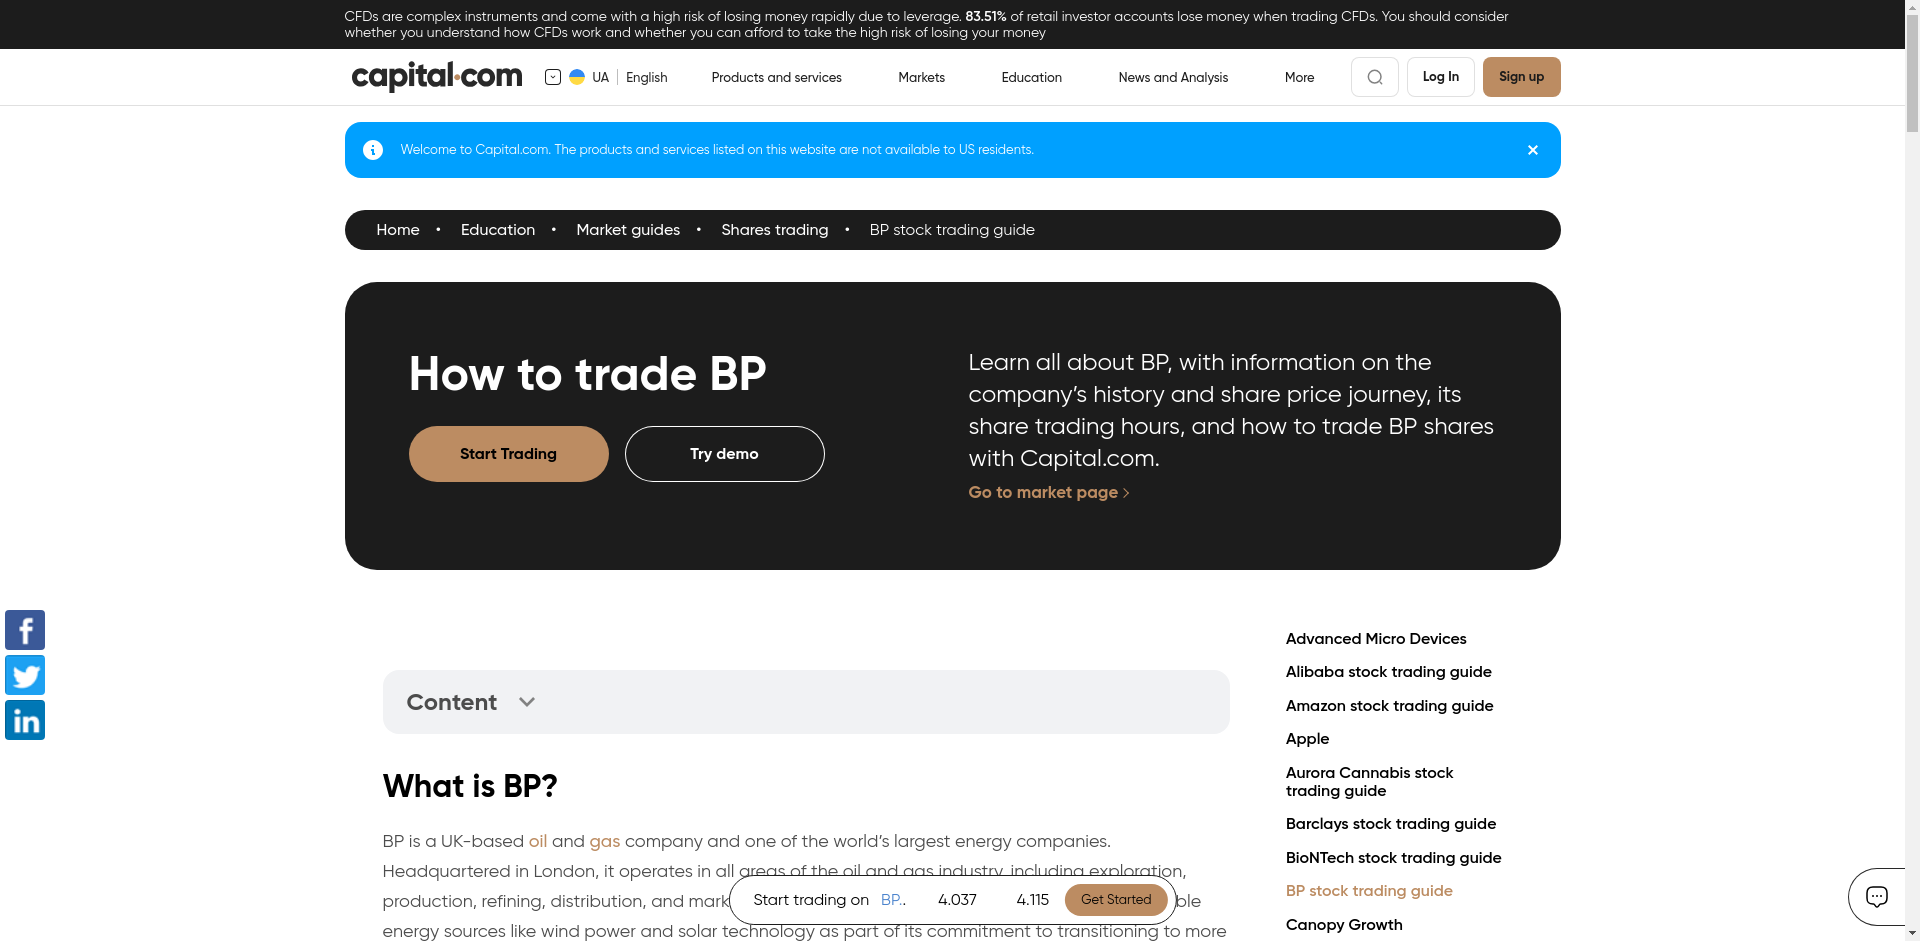 CFDs are complex instruments and come with a high risk of losing money rapidly due to leverage. 83.51% of retail investor accounts lose money when trading CFDs. You should consider
whether you understand how CFDs work and whether you can afford to take the high risk of losing your money
capital.com
UA
English
Products and services
Markets
Education
News and Analysis
More
Log In
Sign up
Welcome to Capital.com. The products and services listed on this website are not available to US residents.
Home • Education • Market guides • Shares trading • BP stock trading guide
How to trade BP
Start Trading
Try demo
Learn all about BP, with information on the
company’s history and share price journey, its
share trading hours, and how to trade BP shares
with Capital.com.
Go to market page
Content
What is BP?
BP is a UK-based oil and gas company and one of the world’s largest energy companies.
Headquartered in London, it operates in all areas of the oil and gas industry, including exploration,
production, refining, distribution, and mark
ble
energy sources like wind power and solar technology as part of its commitment to transitioning to more
Start trading on BP.. 4.037 4.115 Get Started
Advanced Micro Devices
Alibaba stock trading guide
Amazon stock trading guide
Apple
Aurora Cannabis stock
trading guide
Barclays stock trading guide
BioNTech stock trading guide
BP stock trading guide
Canopy Growth